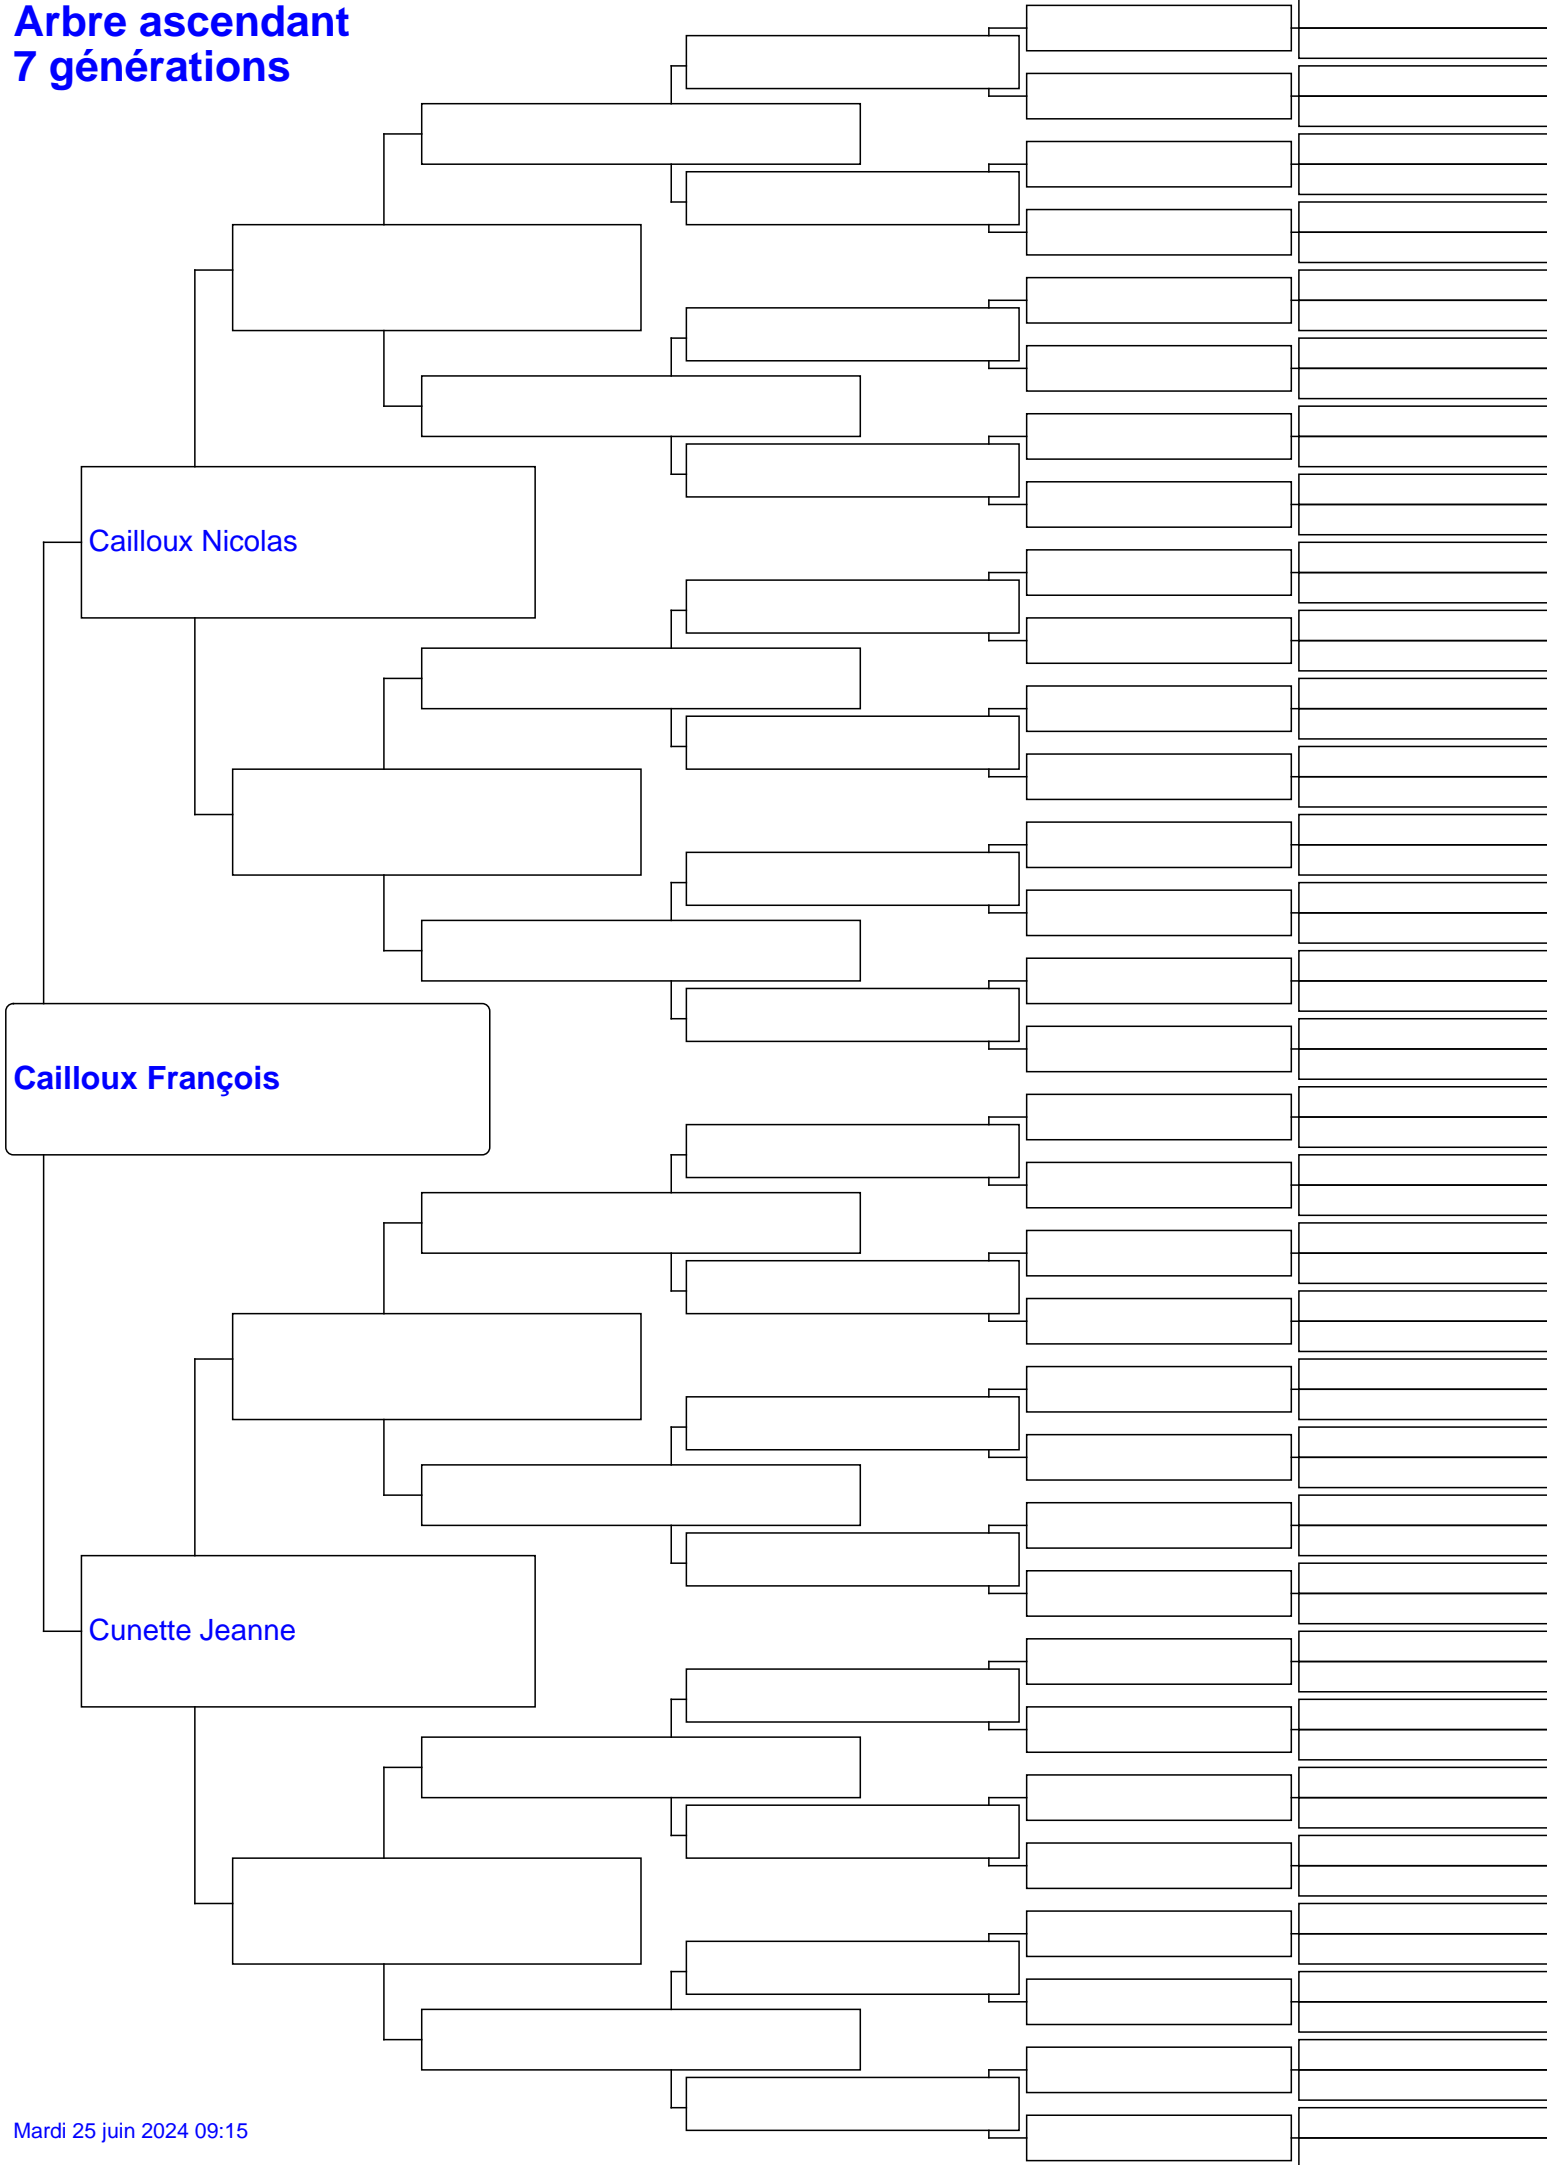 Arbre ascendant
7 générations
Cailloux Nicolas
Cailloux François
Cunette Jeanne
Mardi 25 juin 2024 09:15